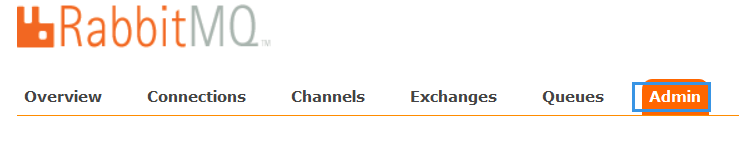 RabbitMQ™
Overview Connections Channels Exchanges Queues Admin